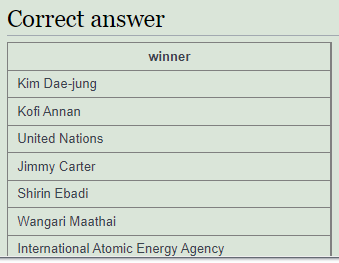 Correct answer
winner
Kim Dae-jung
Kofi Annan
United Nations
Jimmy Carter
Shirin Ebadi
Wangari Maathai
International Atomic Energy Agency